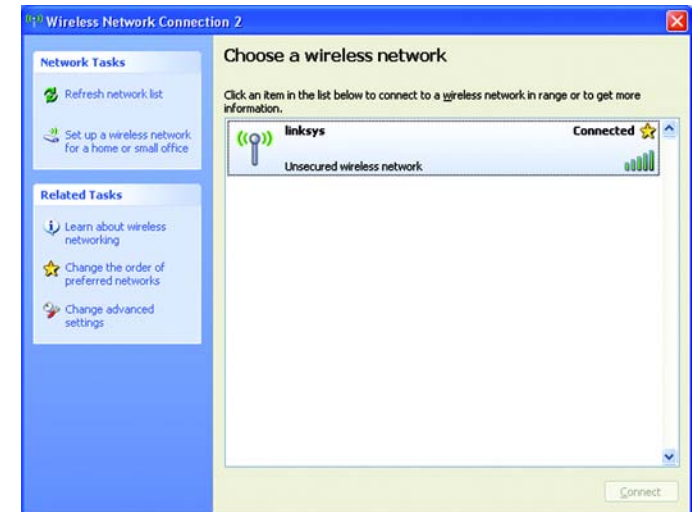 Wireless Network Connection 2
Network Tasks
Refresh network list
Set up a wireless network
for a home or small office
Related Tasks
Learn about wireless
networking
Change the order of
preferred networks
Change advanced
settings
Choose a wireless network
Click an item in the list below to connect to a wireless network in range or to get more
information.
linksys
Connected
Unsecured wireless network
Connect